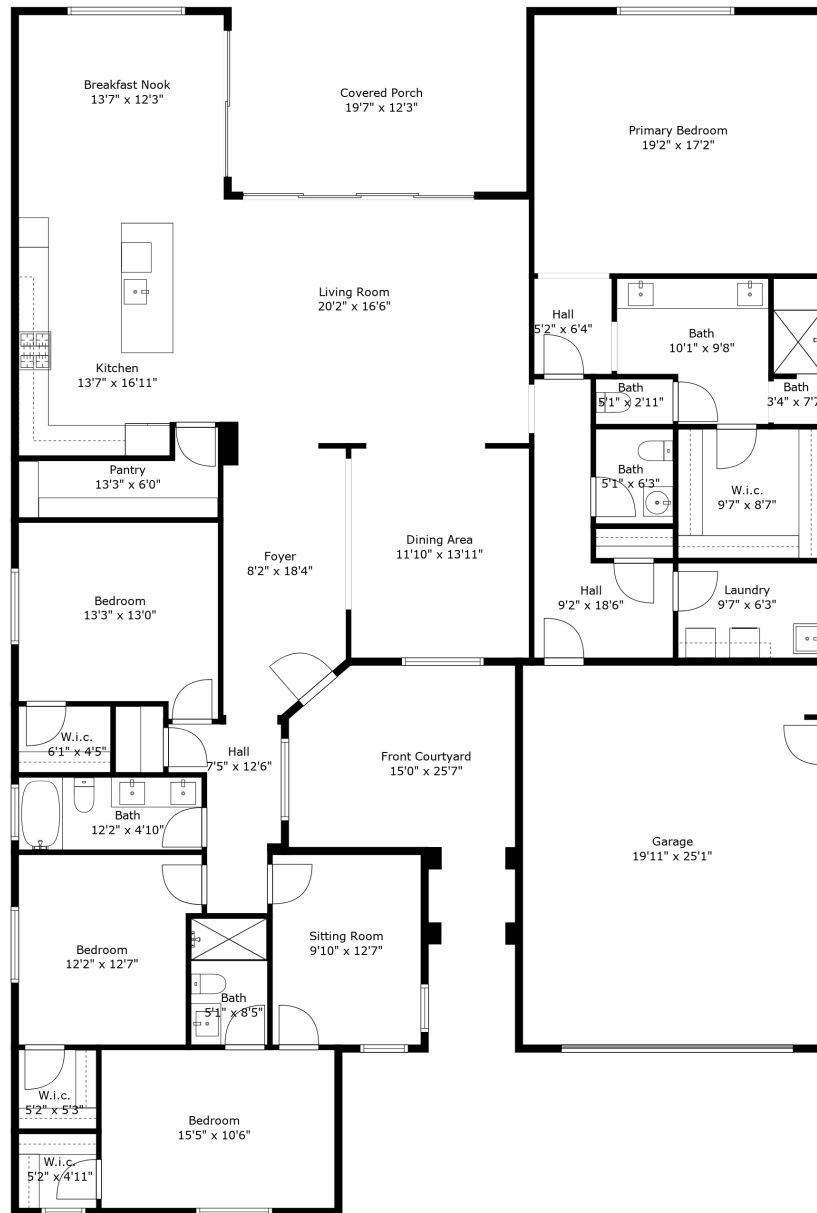 Breakfast Nook
13'7" x 12'3"
Covered Porch
19'7" x 12'3"
Primary Bedroom
19'2" x 17'2"
Living Room
20'2" x 16'6"
Hall
5'2" x 6'4"
Bath
10'1" x 9'8"
Kitchen
13'7" x 16'11"
Bath
5'1" x 2'11"
Bath
3'4" x 7'7
Pantry
13'3" x 6'0"
Bath
5'1" x 6'3"
W.i.c.
9'7" x 8'7"
Foyer
8'2" x 18'4"
Dining Area
11'10" x 13'11"
Bedroom
13'3" x 13'0"
Hall
9'2" x 18'6"
Laundry
9'7" x 6'3"
W.i.c.
6'1" x 4'5"
Hall
7'5" x 12'6"
Front Courtyard
15'0" x 25'7"
Bath
12'2" x 4'10"
Garage
19'11" x 25'1"
Bedroom
12'2" x 12'7"
Sitting Room
9'10" x 12'7"
Bath
5'1" x 8'5"
W.i.c.
5'2" x 5'3"
Bedroom
15'5" x 10'6"
W.i.c.
5'2" x 4'11"